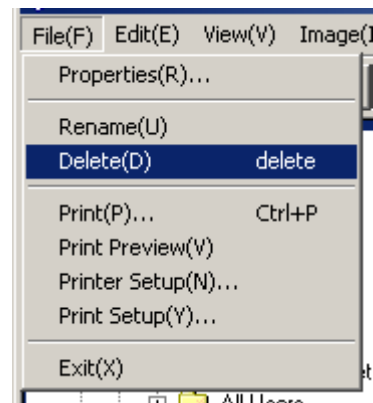 File(F) Edit(E) View(V) Image(I
Properties(R)...
Rename(U)
Delete(D) delete
Print(P)... Ctrl+P
Print Preview(V)
Printer Setup(N)...
Print Setup(Y)...
Exit(X)
All Users